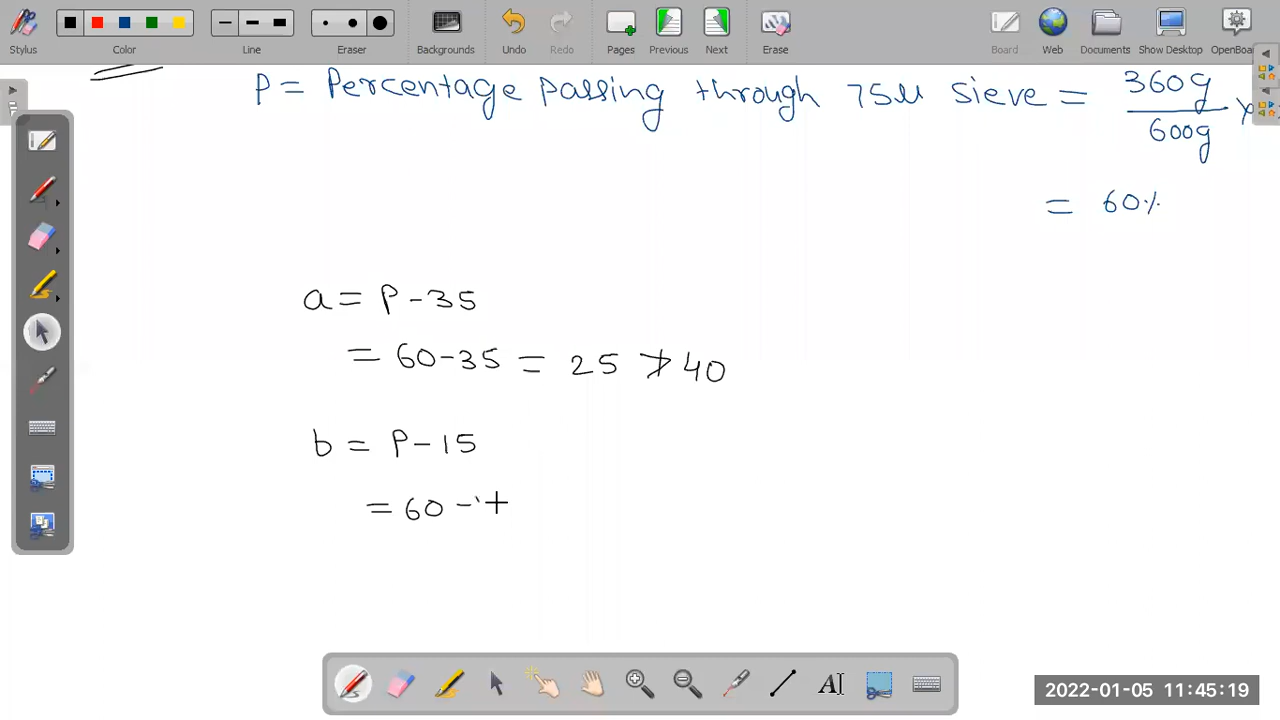 Stylus Color Line Eraser Backgrounds Undo Redo Pages Previous Next Erase Board Web Documents Show Desktop OpenBoa
P = Percentage passing through 75μ sieve = 360g/600g ×
= 60%
a = P-35
= 60-35 = 25 ≯ 40
b = P-15
= 60 -
2022-01-05 11:45:19